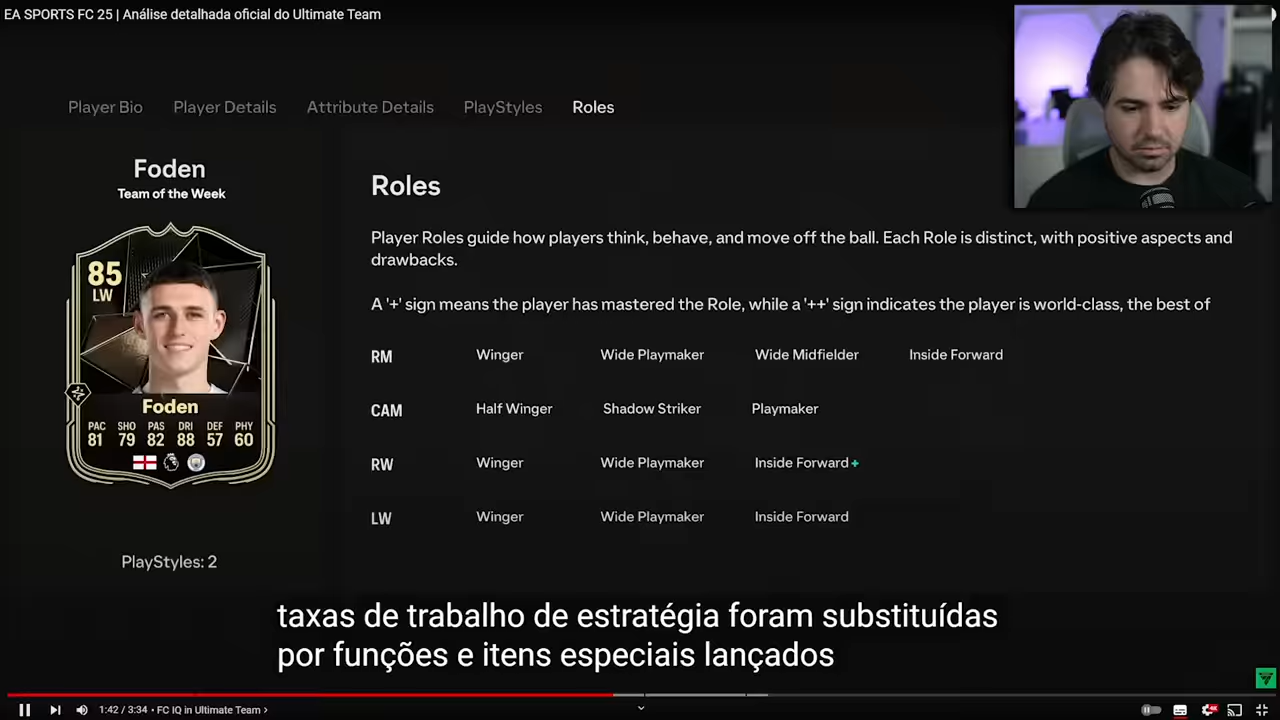 EA SPORTS FC 25 | Análise detalhada oficial do Ultimate Team
Player Bio Player Details Attribute Details PlayStyles Roles
Foden
Team of the Week
85
LW
Foden
PAC SHO PAS DRI DEF PHY
81 79 82 88 57 60
PlayStyles: 2
Roles
Player Roles guide how players think, behave, and move off the ball. Each Role is distinct, with positive aspects and
drawbacks.
A '+' sign means the player has mastered the Role, while a '++' sign indicates the player is world-class, the best of
RM Winger Wide Playmaker Wide Midfielder Inside Forward
CAM Half Winger Shadow Striker Playmaker
RW Winger Wide Playmaker Inside Forward +
LW Winger Wide Playmaker Inside Forward
taxas de trabalho de estratégia foram substituídas
por funções e itens especiais lançados
1:42 / 3:34 • FC IQ in Ultimate Team >
4K